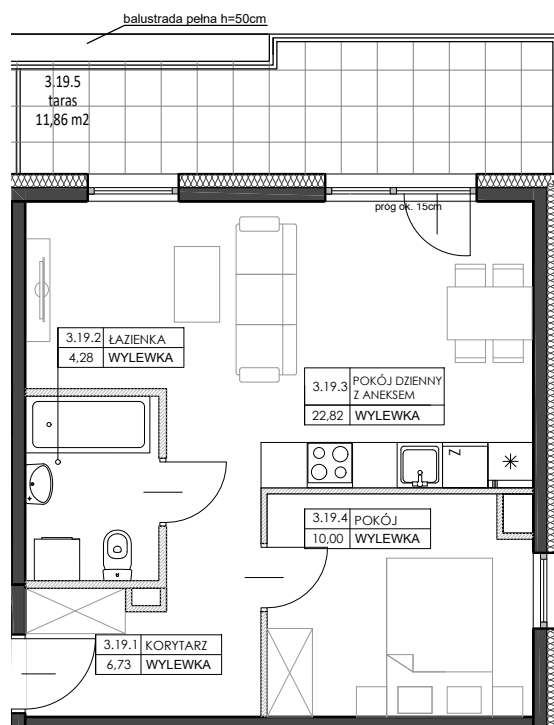 balustrada pełna h=50cm
3.19.5
taras
11,86 m2
próg ok. 15cm
3.19.2 ŁAZIENKA
4,28 WYLEWKA
3.19.3 POKÓJ DZIENNY
Z ANEKSEM
22,82 WYLEWKA
Z
3.19.4 POKÓJ
10,00 WYLEWKA
3.19.1 KORYTARZ
6,73 WYLEWKA